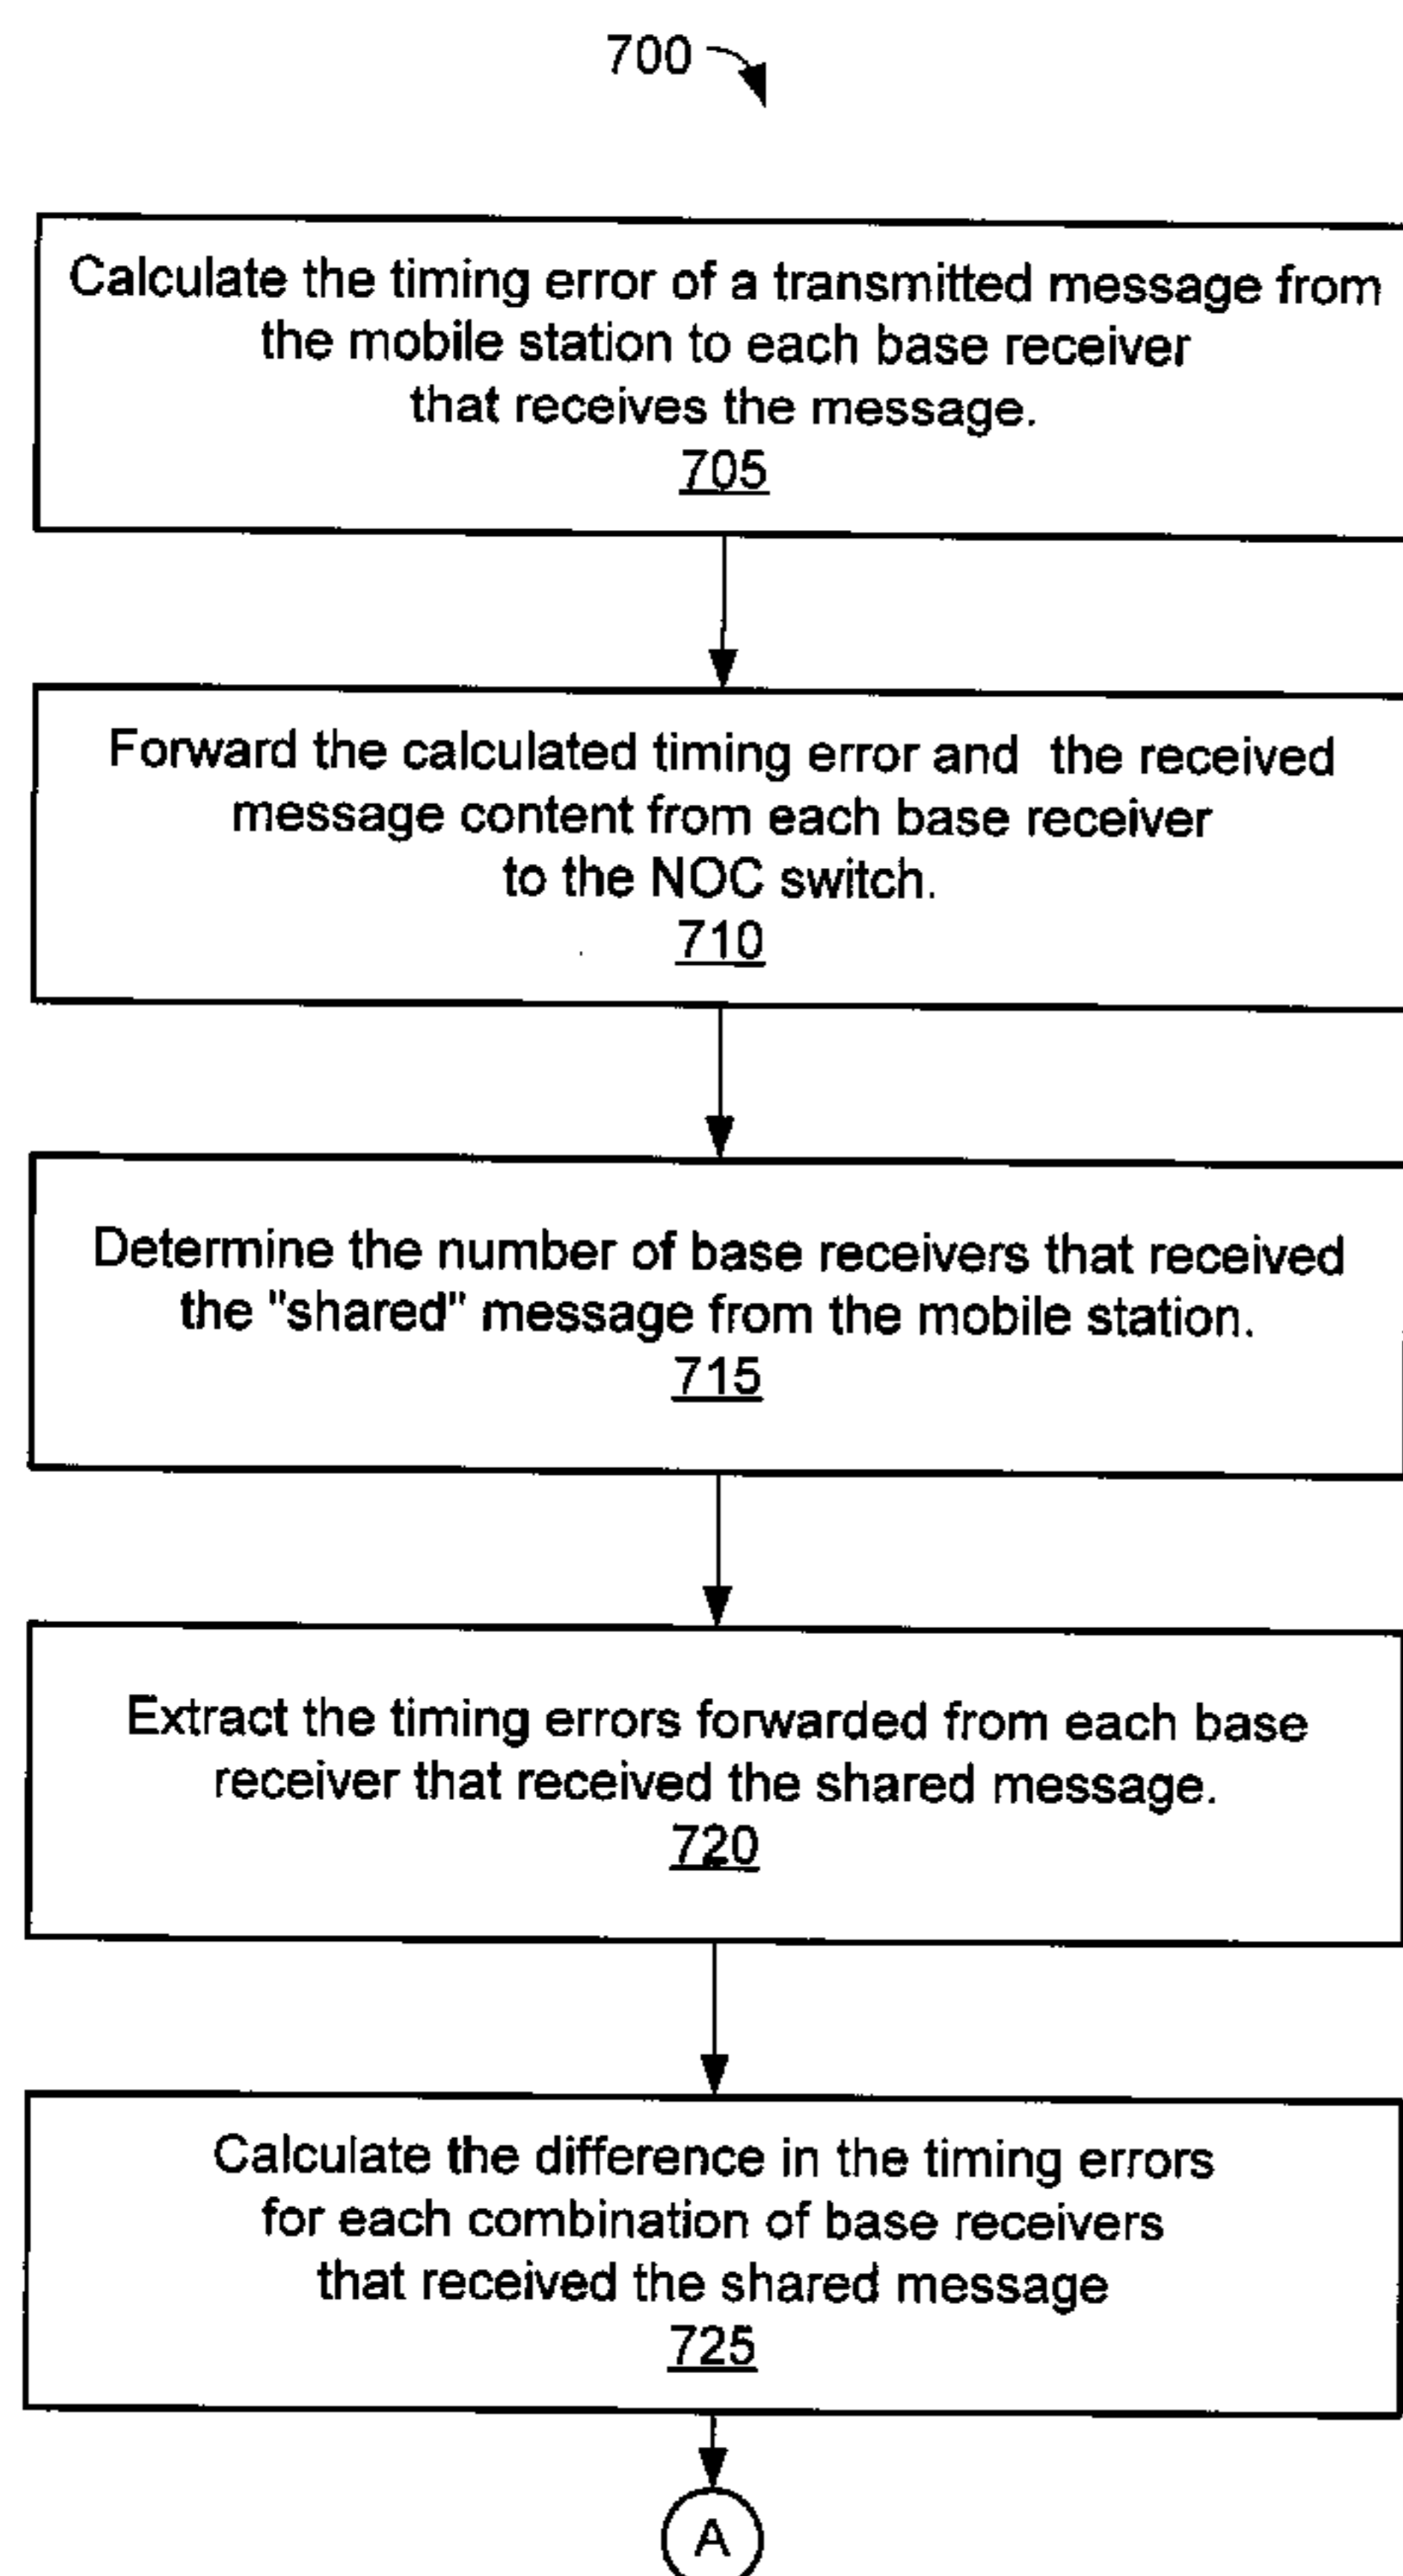 700
Calculate the timing error of a transmitted message from
the mobile station to each base receiver
that receives the message.
705
Forward the calculated timing error and the received
message content from each base receiver
to the NOC switch.
710
Determine the number of base receivers that received
the "shared" message from the mobile station.
715
Extract the timing errors forwarded from each base
receiver that received the shared message.
720
Calculate the difference in the timing errors
for each combination of base receivers
that received the shared message
725
A